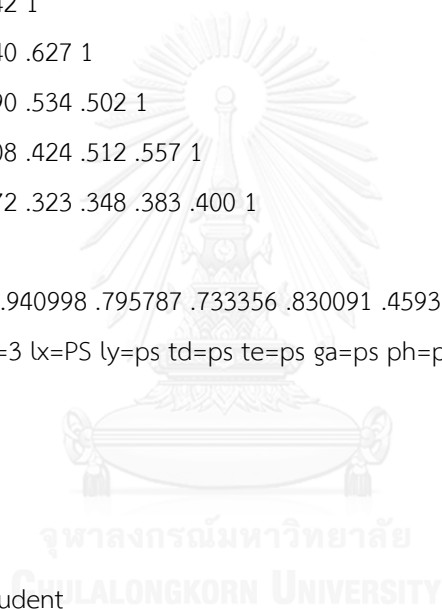 42 1
40 .627 1
90 .534 .502 1
08 .424 .512 .557 1
72 .323 .348 .383 .400 1
.940998 .795787 .733356 .830091 .4593
=3 lx=PS ly=ps td=ps te=ps ga=ps ph=p
จุฬาลงกรณ์มหาวิทยาลัย
CHULALONGKORN UNIVERSITY
udent